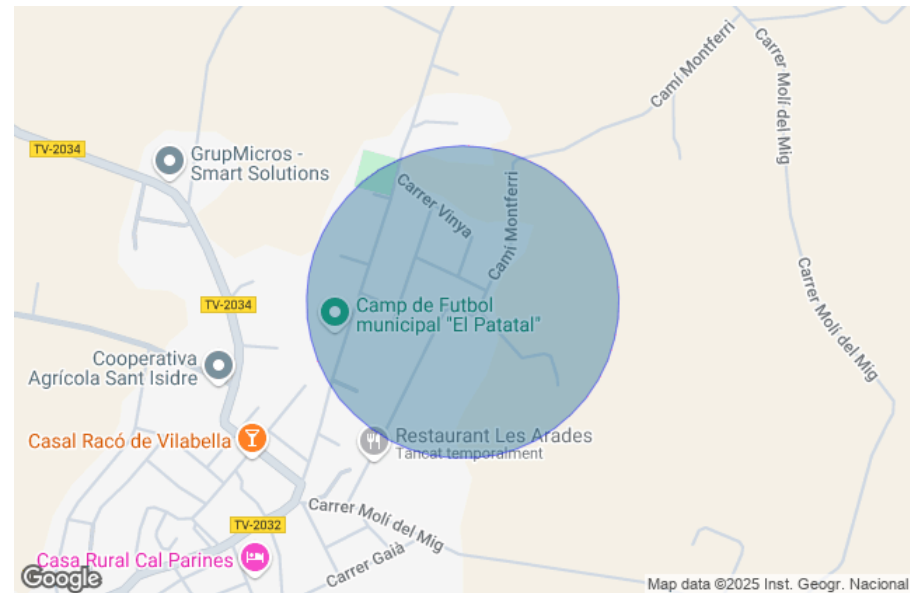 Camí Montferri
Carrer Molí del Mig
TV-2034
GrupMicros -
Smart Solutions
Carrer Vinya
Camí Montferri
Carrer Molí del Mig
TV-2034
Camp de Futbol
municipal "El Patatal"
Cooperativa
Agrícola Sant Isidre
Casal Racó de Vilabella
Restaurant Les Arades
Tancat temporalment
Carrer Molí del Mig
TV-2032
Casa Rural Cal Parines
Carrer Gaià
Google
Map data ©2025 Inst. Geogr. Nacional